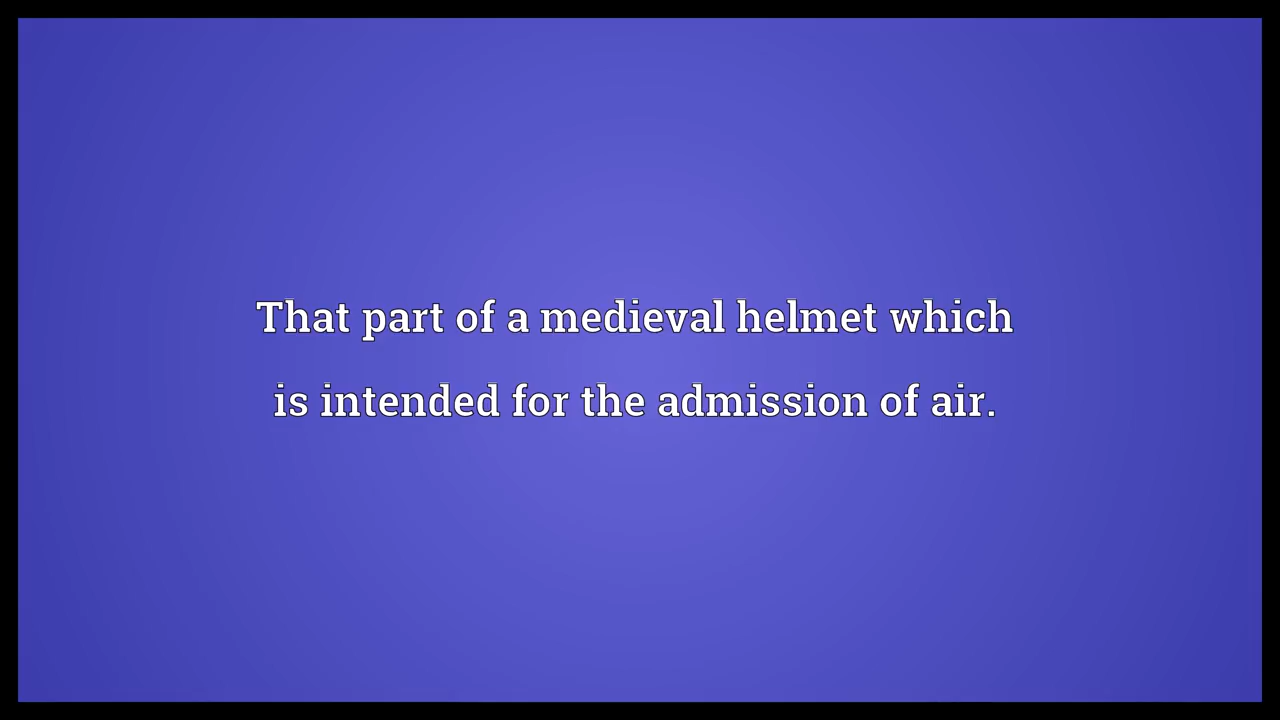 That part of a medieval helmet which
is intended for the admission of air.